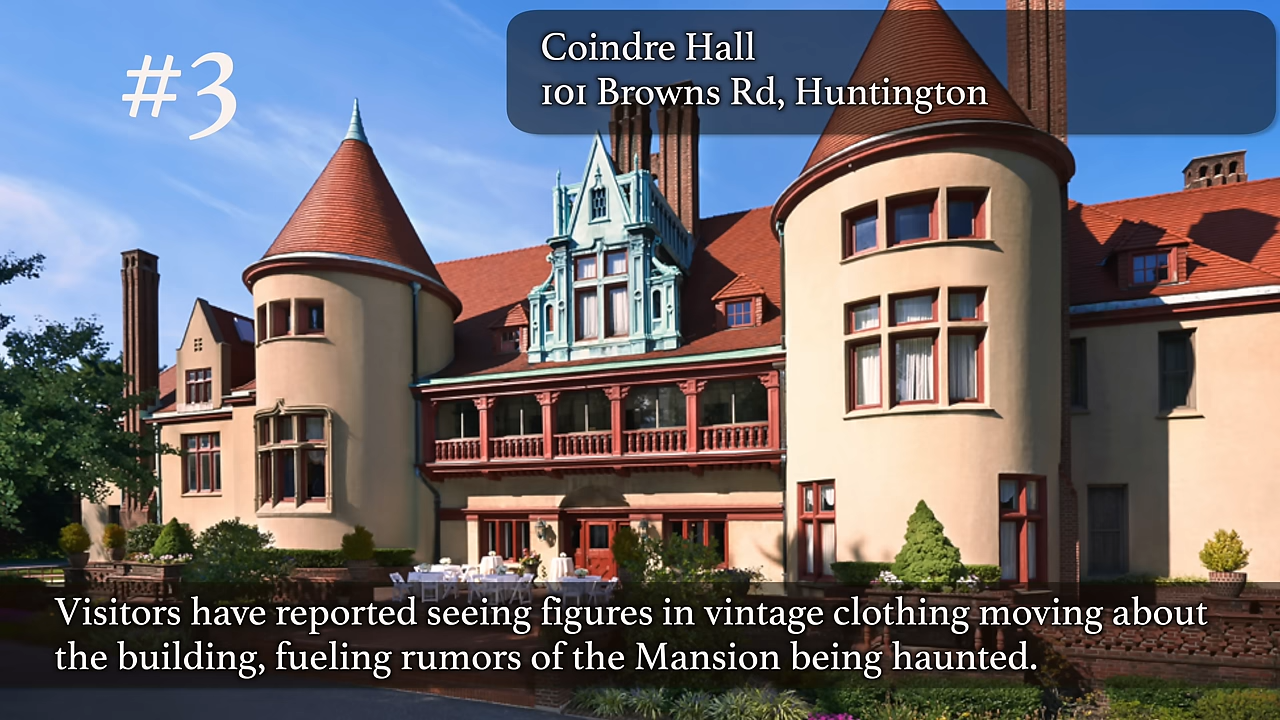 #3
Coindre Hall
101 Browns Rd, Huntington
Visitors have reported seeing figures in vintage clothing moving about
the building, fueling rumors of the Mansion being haunted.